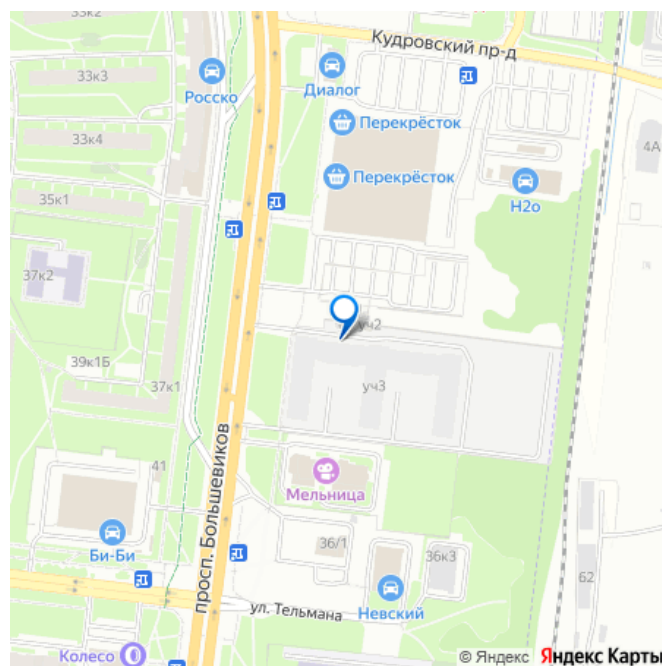 33к2
Кудровский пр-д
33к3
Росско
Диалог
Перекрёсток
33к4
4А
Перекрёсток
35к1
Н2о
37к2
уч2
39к1Б
37к1
уч3
просп. Большевиков
41
Мельница
Би-Би
36/1
36к3
62
ул. Тельмана
Невский
Колесо
© Яндекс Яндекс Карты